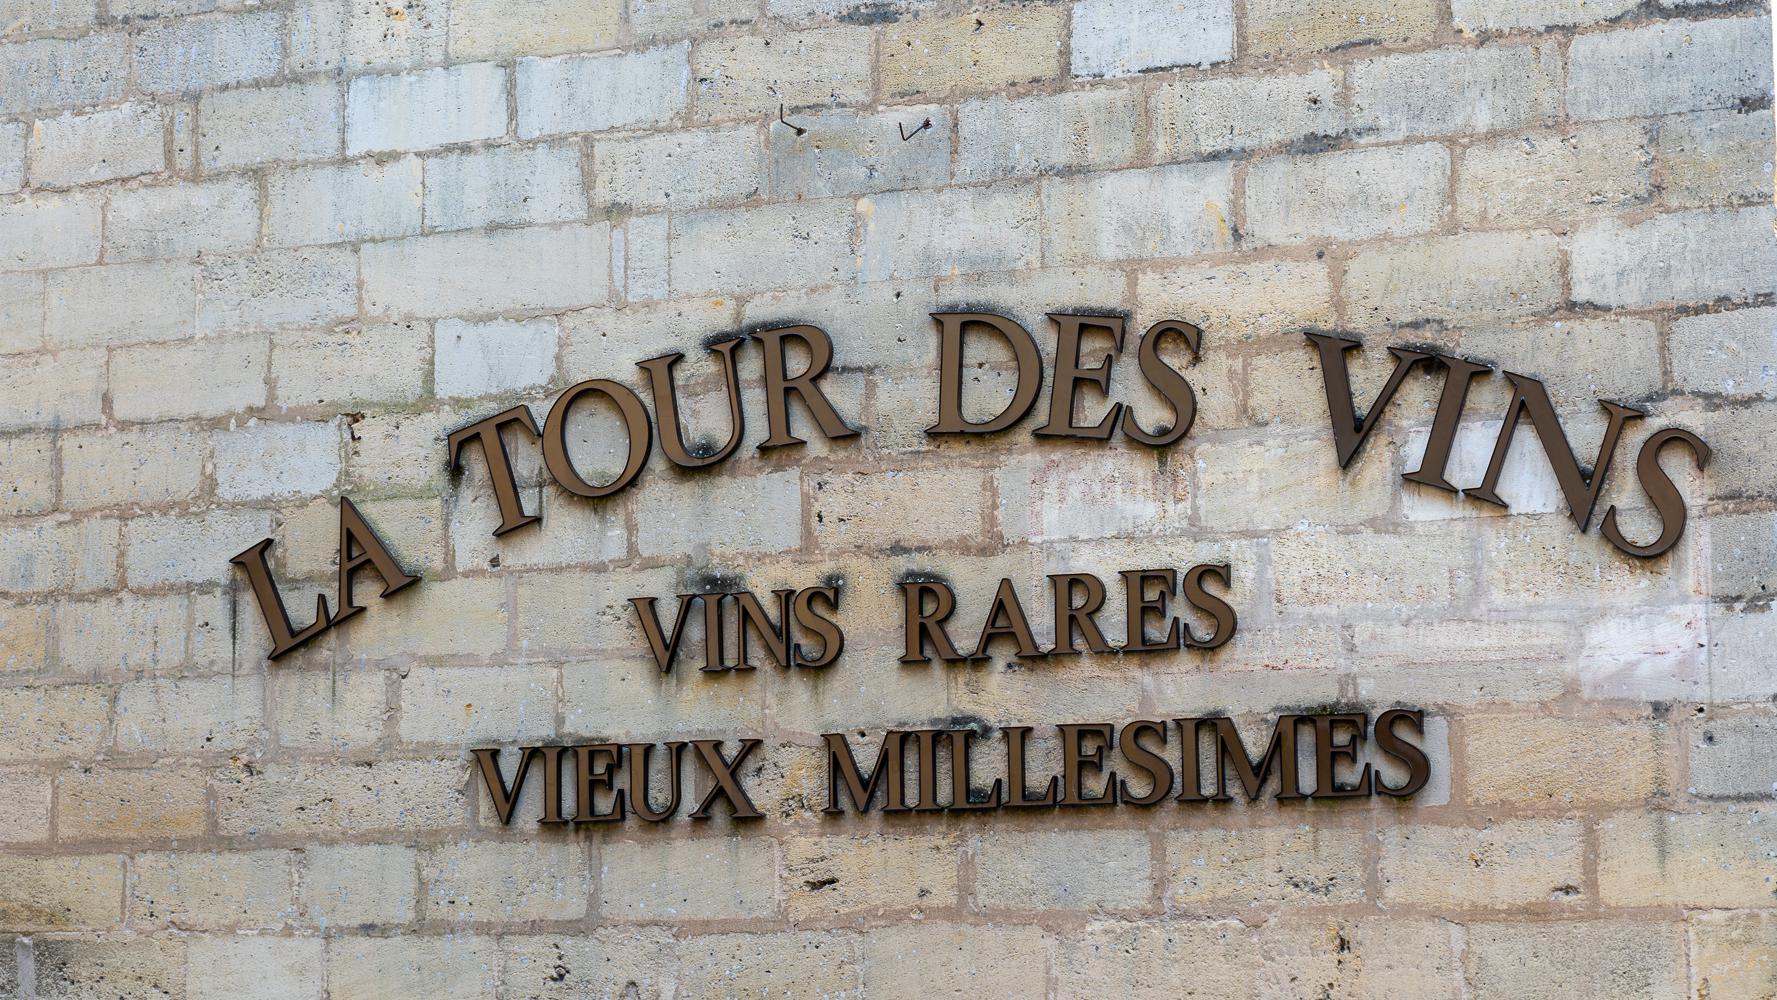 LA TOUR DES VINS
VINS RARES
VIEUX MILLESIMES